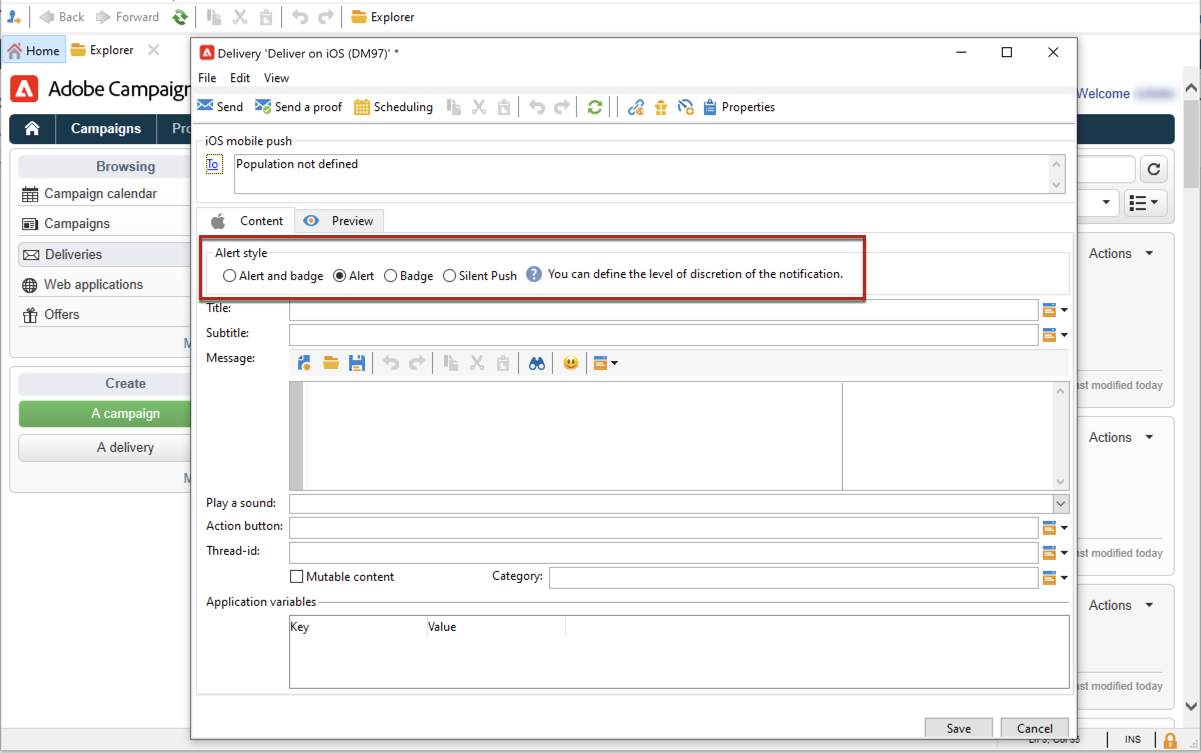 Back Forward Explorer
Home Explorer
Adobe Campaign
Welcome
Campaigns
Browsing
Campaign calendar
Campaigns
Deliveries
Web applications
Offers
Create
A campaign
A delivery
Delivery 'Deliver on iOS (DM97)' *
File Edit View
Send Send a proof Scheduling Properties
iOS mobile push
To Population not defined
Content Preview
Alert style
Alert and badge Alert Badge Silent Push ? You can define the level of discretion of the notification.
Title:
Subtitle:
Message:
Play a sound:
Action button:
Thread-id:
Mutable content Category:
Application variables
Key Value
Save Cancel
Actions
st modified today
Actions
st modified today
Actions
st modified today
INS